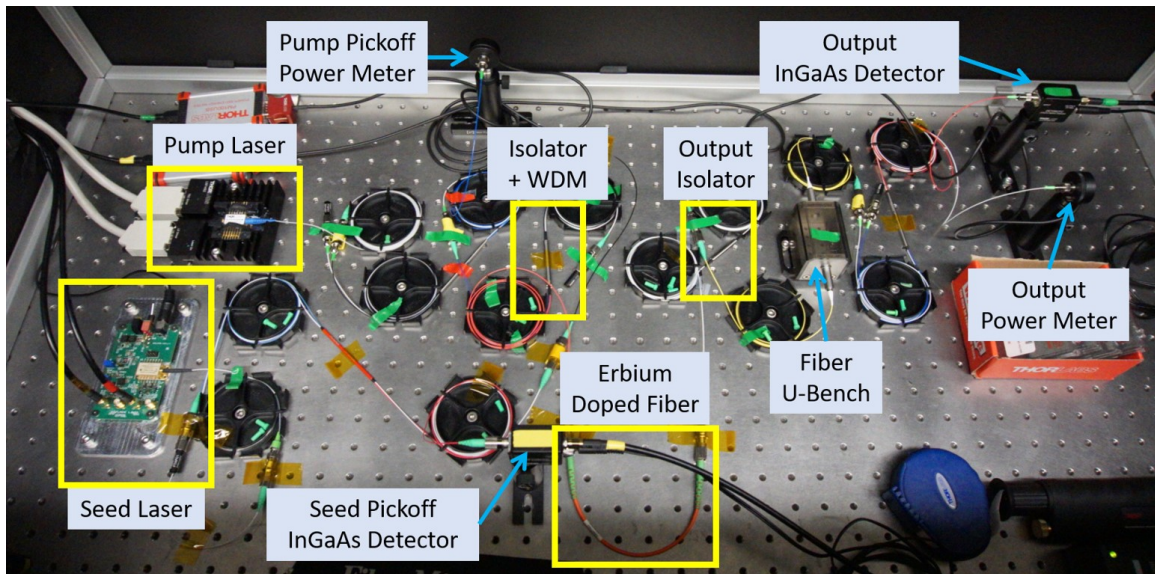 Pump Pickoff
Power Meter
Output
InGaAs Detector
THOR
Pump Laser
Isolator
+ WDM
Output
Isolator
Output
Power Meter
Fiber
U-Bench
THORLABS
Erbium
Doped Fiber
Seed Laser
Seed Pickoff
InGaAs Detector